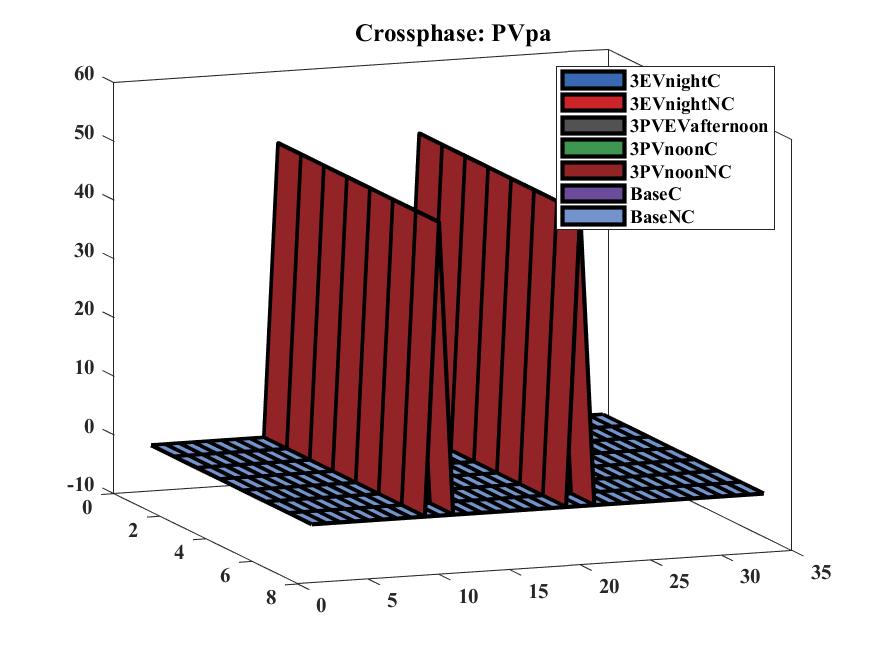 Crossphase: PVpa
3EVnightC
3EVnightNC
3PVEVafternoon
3PVnoonC
3PVnoonNC
BaseC
BaseNC
60
50
40
30
20
10
0
-10
0
2
4
6
8
0
5
10
15
20
25
30
35